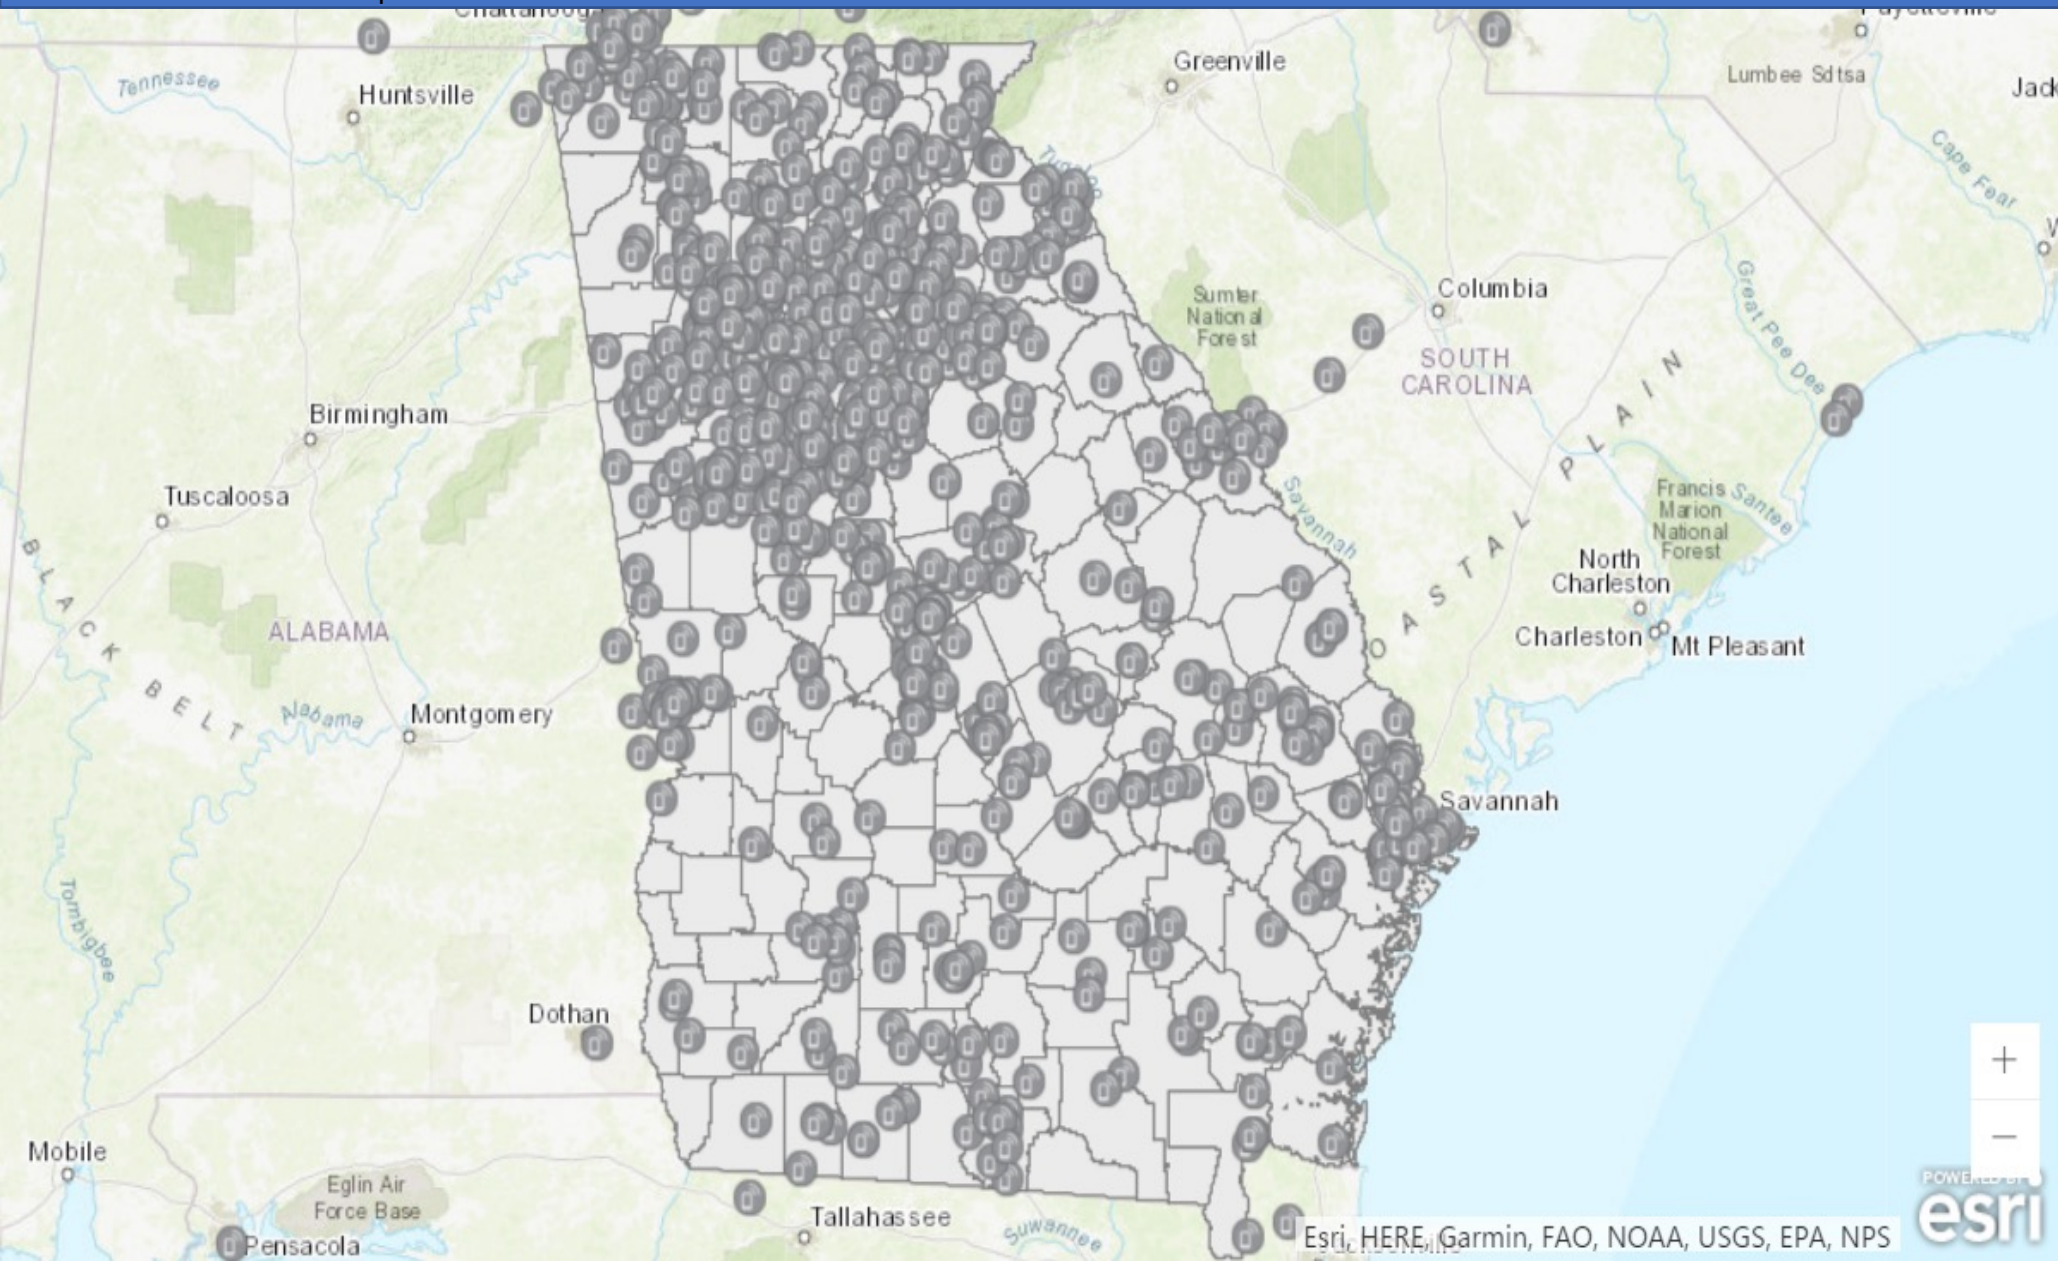 Chattanooga
Fayetteville
Greenville
Lumbee Sdtsa
Jack
Tennessee
Huntsville
Cape Fear
Tugaloo
W
Columbia
Sumter
National
Forest
Great Pee Dee
SOUTH
CAROLINA
Birmingham
COASTAL PLAIN
Tuscaloosa
Savannah
Francis
Marion
National
Forest
Santee
BLACK BELT
North
Charleston
ALABAMA
Charleston
Mt Pleasant
Alabama
Montgomery
Savannah
Tombigbee
Dothan
+
−
Mobile
Eglin Air
Force Base
POWERED BY
esri
Tallahassee
Suwannee
Pensacola
Esri, HERE, Garmin, FAO, NOAA, USGS, EPA, NPS